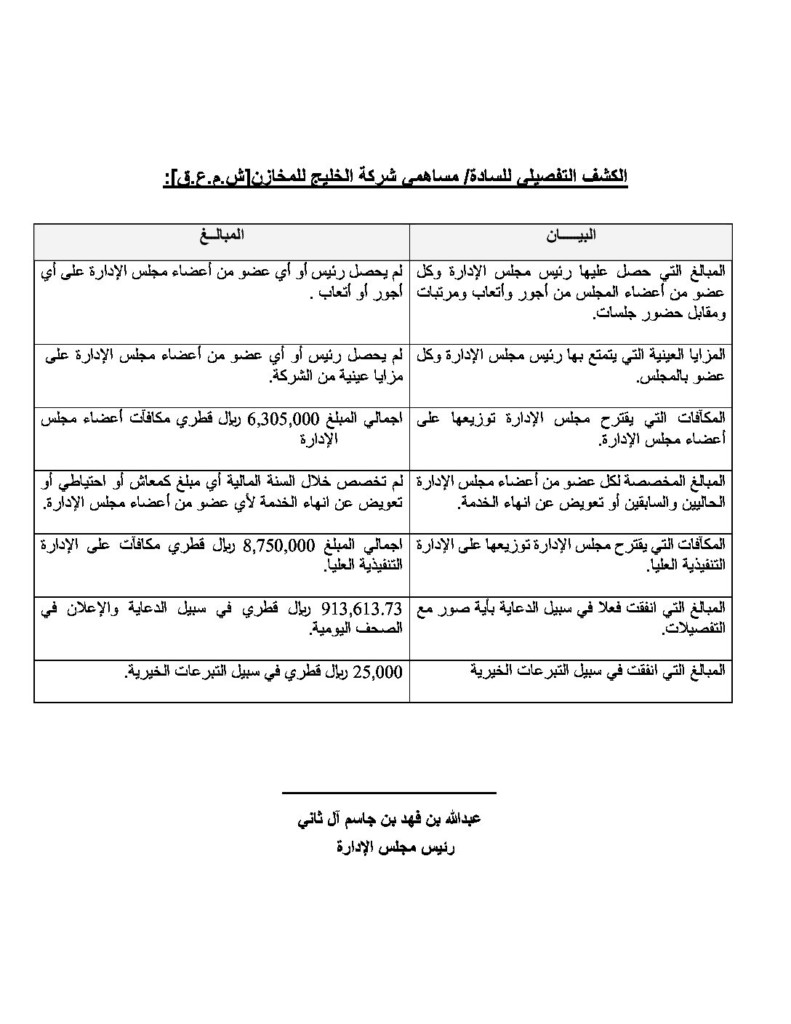 الكشف التفصيلي للسادة/ مساهمي شركة الخليج للمخازن[ش.م.ع.ق]:
البيـــــان
المبالــغ
المبالغ التي حصل عليها رئيس مجلس الإدارة وكل
عضو من أعضاء المجلس من أجور وأتعاب ومرتبات
ومقابل حضور جلسات.
لم يحصل رئيس أو أي عضو من أعضاء مجلس الإدارة على أي
أجور أو أتعاب .
المزايا العينية التي يتمتع بها رئيس مجلس الإدارة وكل
عضو بالمجلس.
لم يحصل رئيس أو أي عضو من أعضاء مجلس الإدارة على
مزايا عينية من الشركة.
المكآفات التي يقترح مجلس الإدارة توزيعها على
أعضاء مجلس الإدارة.
اجمالي المبلغ 6,305,000 ريال قطري مكافآت أعضاء مجلس
الإدارة
المبالغ المخصصة لكل عضو من أعضاء مجلس الإدارة
الحاليين والسابقين أو تعويض عن انهاء الخدمة.
لم تخصص خلال السنة المالية أي مبلغ كمعاش أو احتياطي أو
تعويض عن انهاء الخدمة لأي عضو من أعضاء مجلس الإدارة.
المكآفات التي يقترح مجلس الإدارة توزيعها على الإدارة
التنفيذية العليا.
اجمالي المبلغ 8,750,000 ريال قطري مكآفات على الإدارة
التنفيذية العليا.
المبالغ التي انفقت فعلا في سبيل الدعاية بأية صور مع
التفصيلات.
913,613.73 ريال قطري في سبيل الدعاية والإعلان في
الصحف اليومية.
المبالغ التي انفقت في سبيل التبرعات الخيرية
25,000 ريال قطري في سبيل التبرعات الخيرية.
عبدالله بن فهد بن جاسم آل ثاني
رئيس مجلس الإدارة